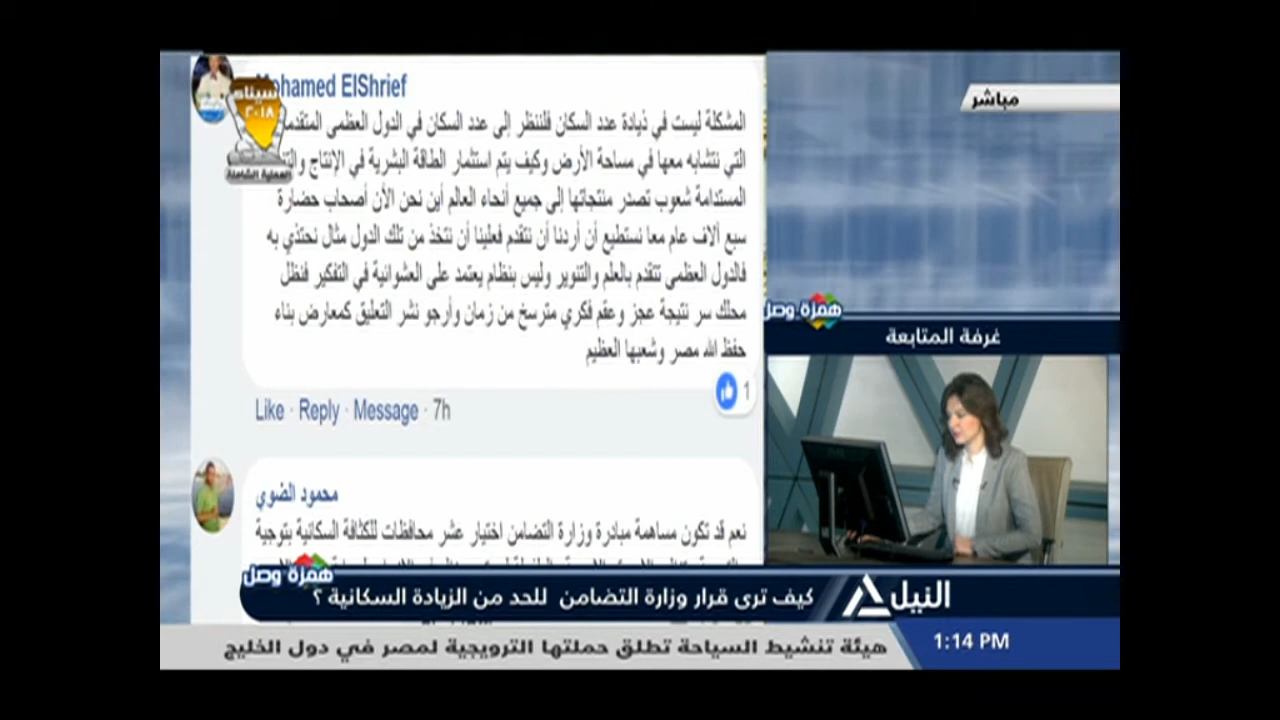 Mohamed ElShrief
المشكلة ليست في ذيادة عدد السكان فلننظر إلى عدد السكان في الدول العظمى
التي نتشابه معها في مساحة الأرض وكيف يتم استثمار الطاقة البشرية في الإنتاج
المستدامة شعوب تصدر منتجاتها إلى جميع أنحاء العالم أين نحن الأن أصحاب حضارة
سبع ألاف عام معا نستطيع أن أردنا أن نتقدم فعلينا أن نتخذ من تلك الدول مثال نحتذي به
فالدول العظمى تتقدم بالعلم والتنوير وليس بنظام يعتمد على العشوائية في التفكير فنظل
محلك سر نتيجة عجز وعقم فكري مترسخ من زمان وأرجو نشر التعليق كمعارض بناء
حفظ الله مصر وشعبها العظيم
1
Like · Reply · Message · 7h
محمود الضوي
نعم قد تكون مساهمة مبادرة وزارة التضامن اختيار عشر محافظات للكثافة السكانية بتوجية
سيناء
٢٠١٨
العملية الشاملة
مباشر
همزة وصل
غرفة المتابعة
همزة وصل
النيل
كيف ترى قرار وزارة التضامن للحد من الزيادة السكانية ؟
1:14 PM
هيئة تنشيط السياحة تطلق حملتها الترويجية لمصر في دول الخليج